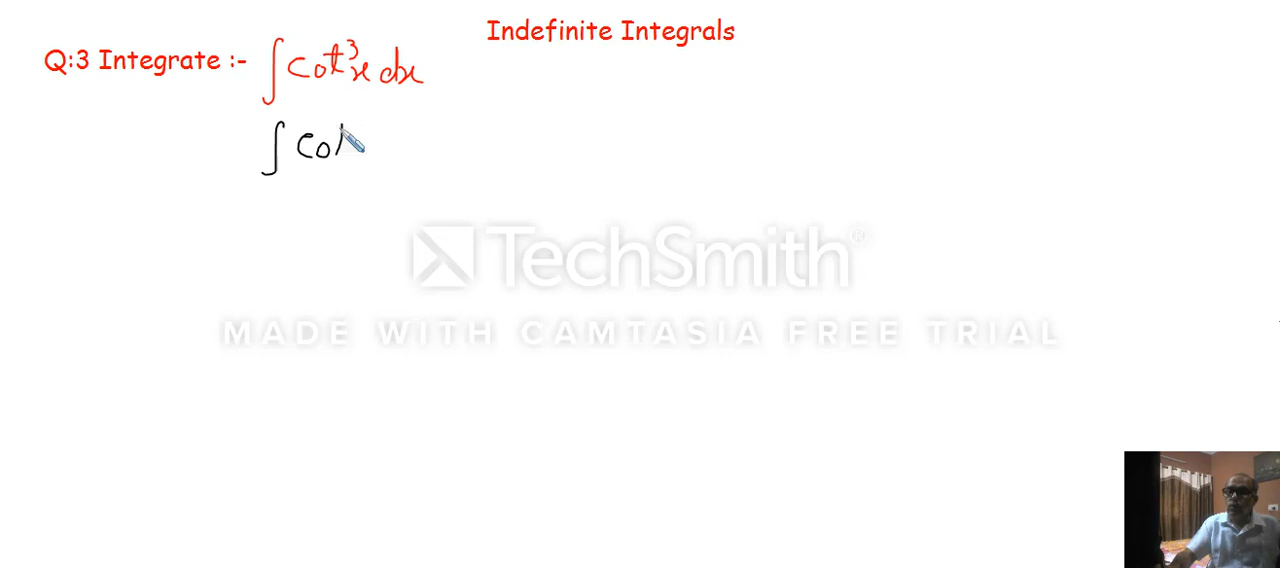 Indefinite Integrals
Q:3 Integrate :- ∫cot³x dx
∫ cot
TechSmith®
MADE WITH CAMTASIA FREE TRIAL